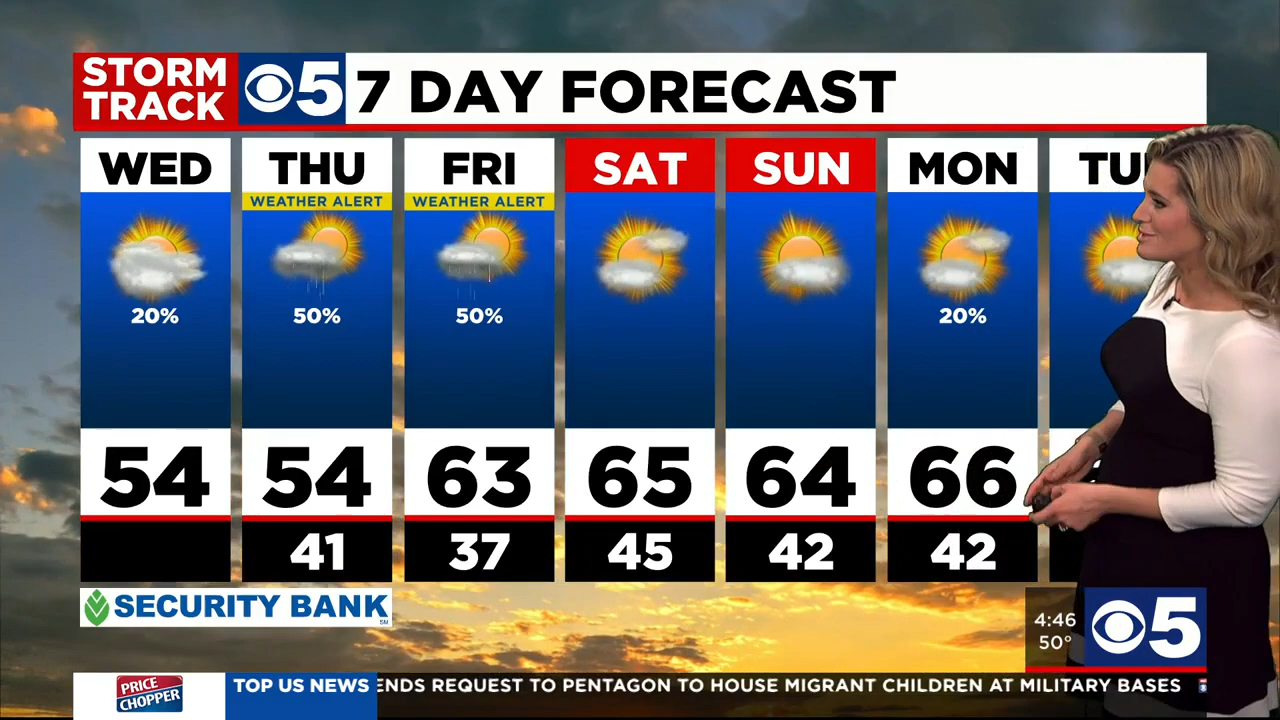 STORM
TRACK
5
7 DAY FORECAST
WED
THU
FRI
SAT
SUN
MON
WEATHER ALERT
WEATHER ALERT
20%
50%
50%
20%
54
54
63
65
64
66
41
37
45
42
42
SECURITY BANK
SM
4:46
50°
5
PRICE
CHOPPER
TOP US NEWS
ENDS REQUEST TO PENTAGON TO HOUSE MIGRANT CHILDREN AT MILITARY BASES